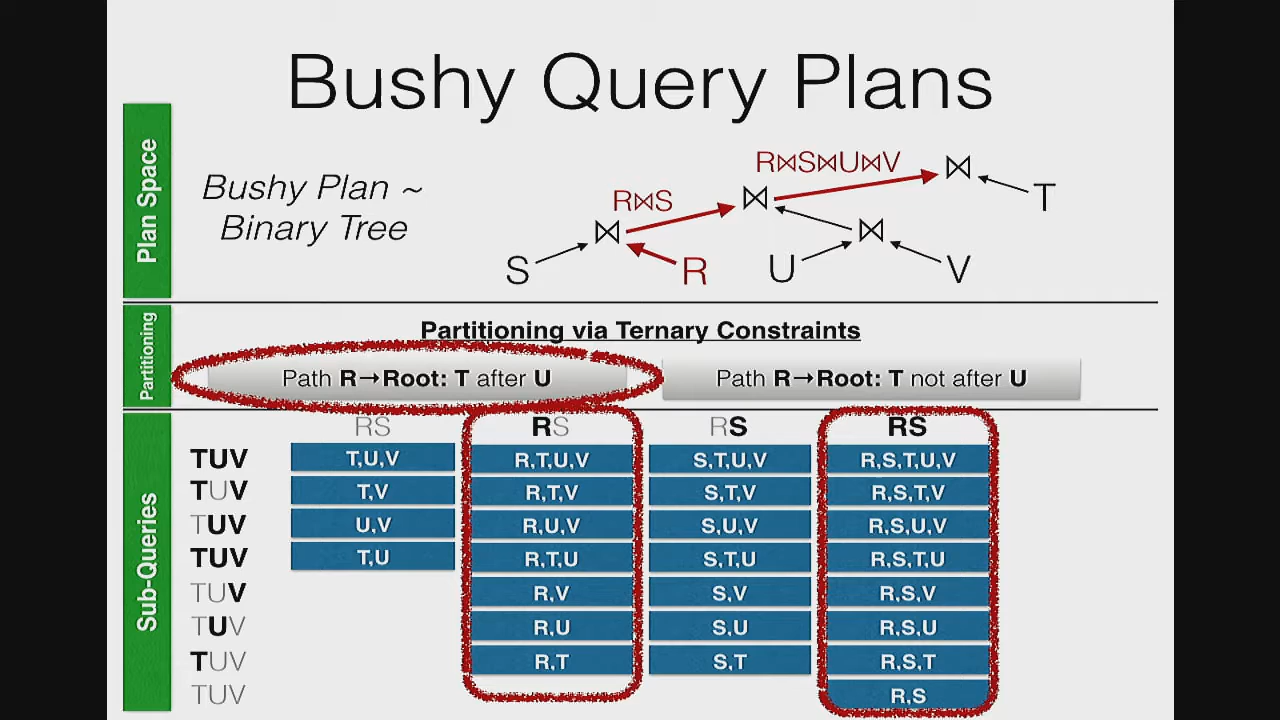 Bushy Query Plans
Plan Space
Bushy Plan ~
Binary Tree
R⋈S⋈U⋈V
R⋈S
⋈
⋈
⋈
⋈
T
S
R
U
V
Partitioning
Partitioning via Ternary Constraints
Path R→Root: T after U
Path R→Root: T not after U
Sub-Queries
RS RS RS RS
TUV T,U,V R,T,U,V S,T,U,V R,S,T,U,V
TUV T,V R,T,V S,T,V R,S,T,V
TUV U,V R,U,V S,U,V R,S,U,V
TUV T,U R,T,U S,T,U R,S,T,U
TUV R,V S,V R,S,V
TUV R,U S,U R,S,U
TUV R,T S,T R,S,T
TUV R,S